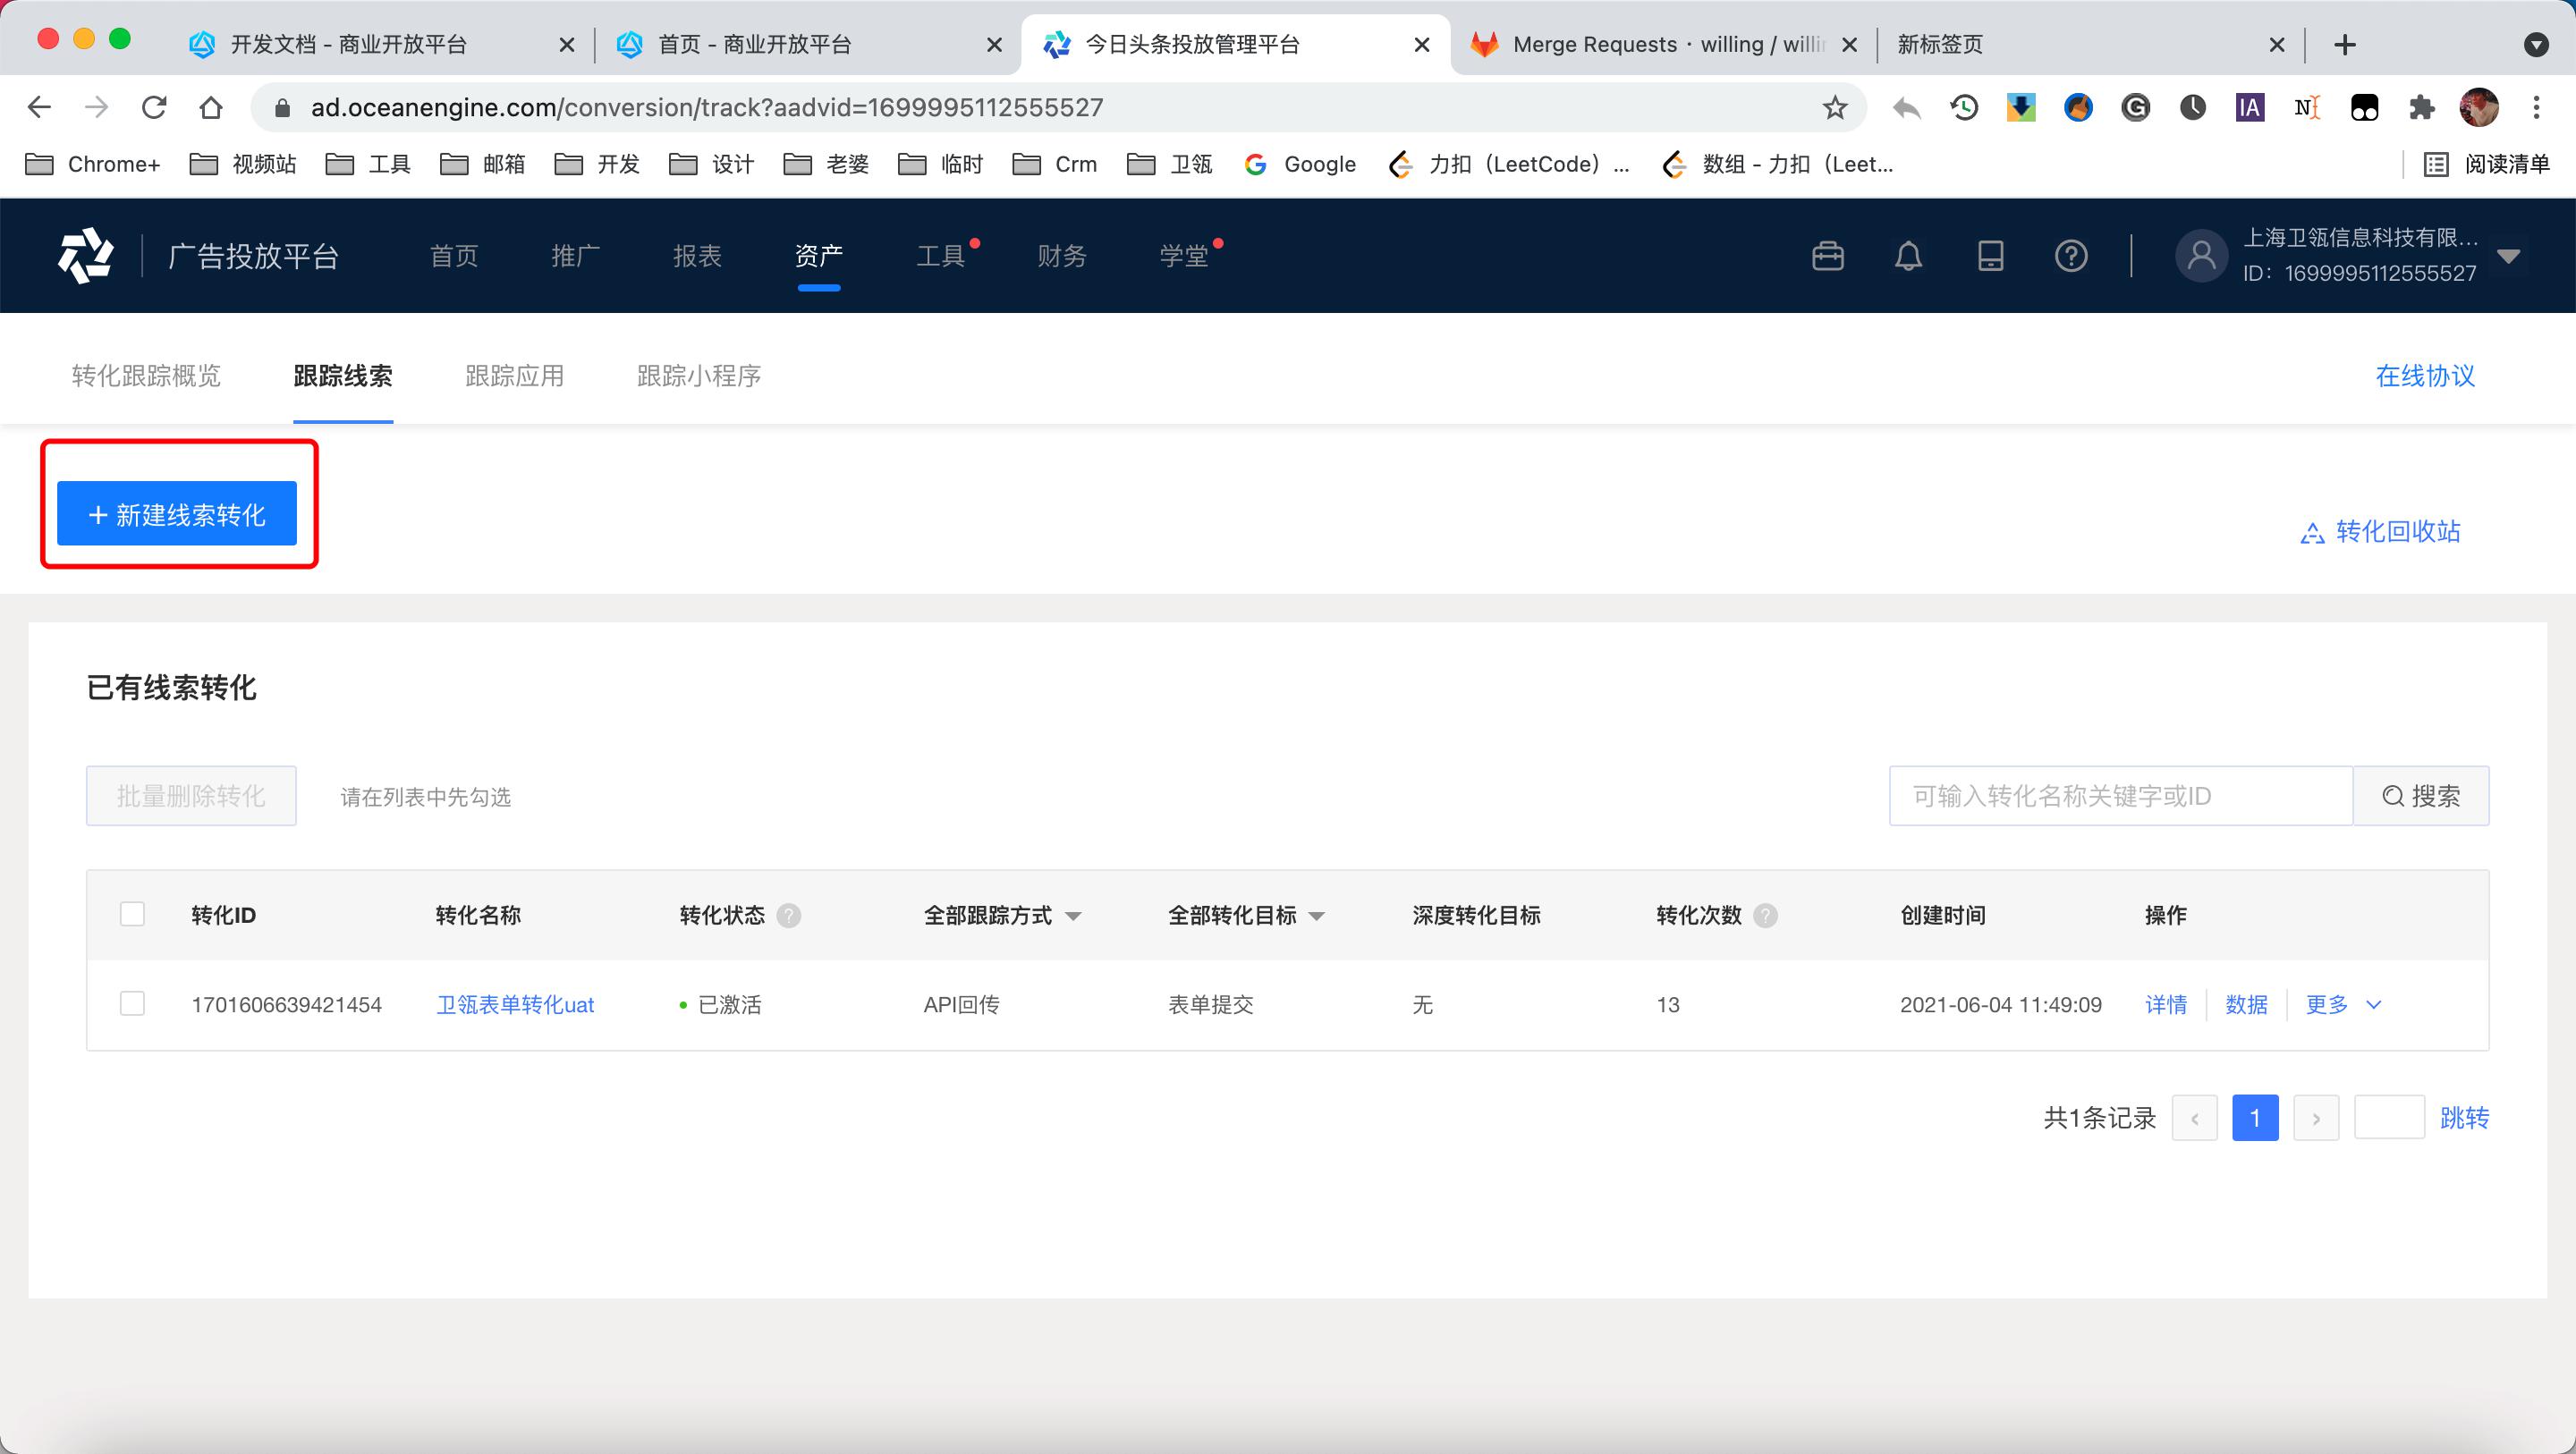 开发文档 - 商业开放平台
首页 - 商业开放平台
今日头条投放管理平台
Merge Requests · willing / willi
新标签页
ad.oceanengine.com/conversion/track?aadvid=1699995112555527
Chrome+
视频站
工具
邮箱
开发
设计
老婆
临时
Crm
卫瓴
Google
力扣（LeetCode）...
数组 - 力扣（Leet...
阅读清单
广告投放平台
首页
推广
报表
资产
工具
财务
学堂
上海卫瓴信息科技有限...
ID：1699995112555527
转化跟踪概览
跟踪线索
跟踪应用
跟踪小程序
在线协议
+ 新建线索转化
转化回收站
已有线索转化
批量删除转化
请在列表中先勾选
可输入转化名称关键字或ID
搜索
转化ID
转化名称
转化状态 ?
全部跟踪方式
全部转化目标
深度转化目标
转化次数 ?
创建时间
操作
1701606639421454
卫瓴表单转化uat
已激活
API回传
表单提交
无
13
2021-06-04 11:49:09
详情
数据
更多
共1条记录
1
跳转